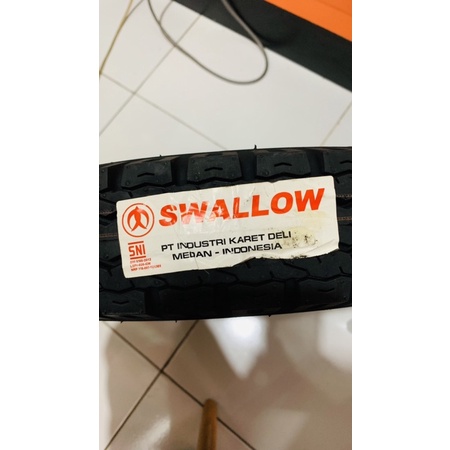 SWALLOW
SNI
PT INDUSTRI KARET DELI
MEDAN - INDONESIA